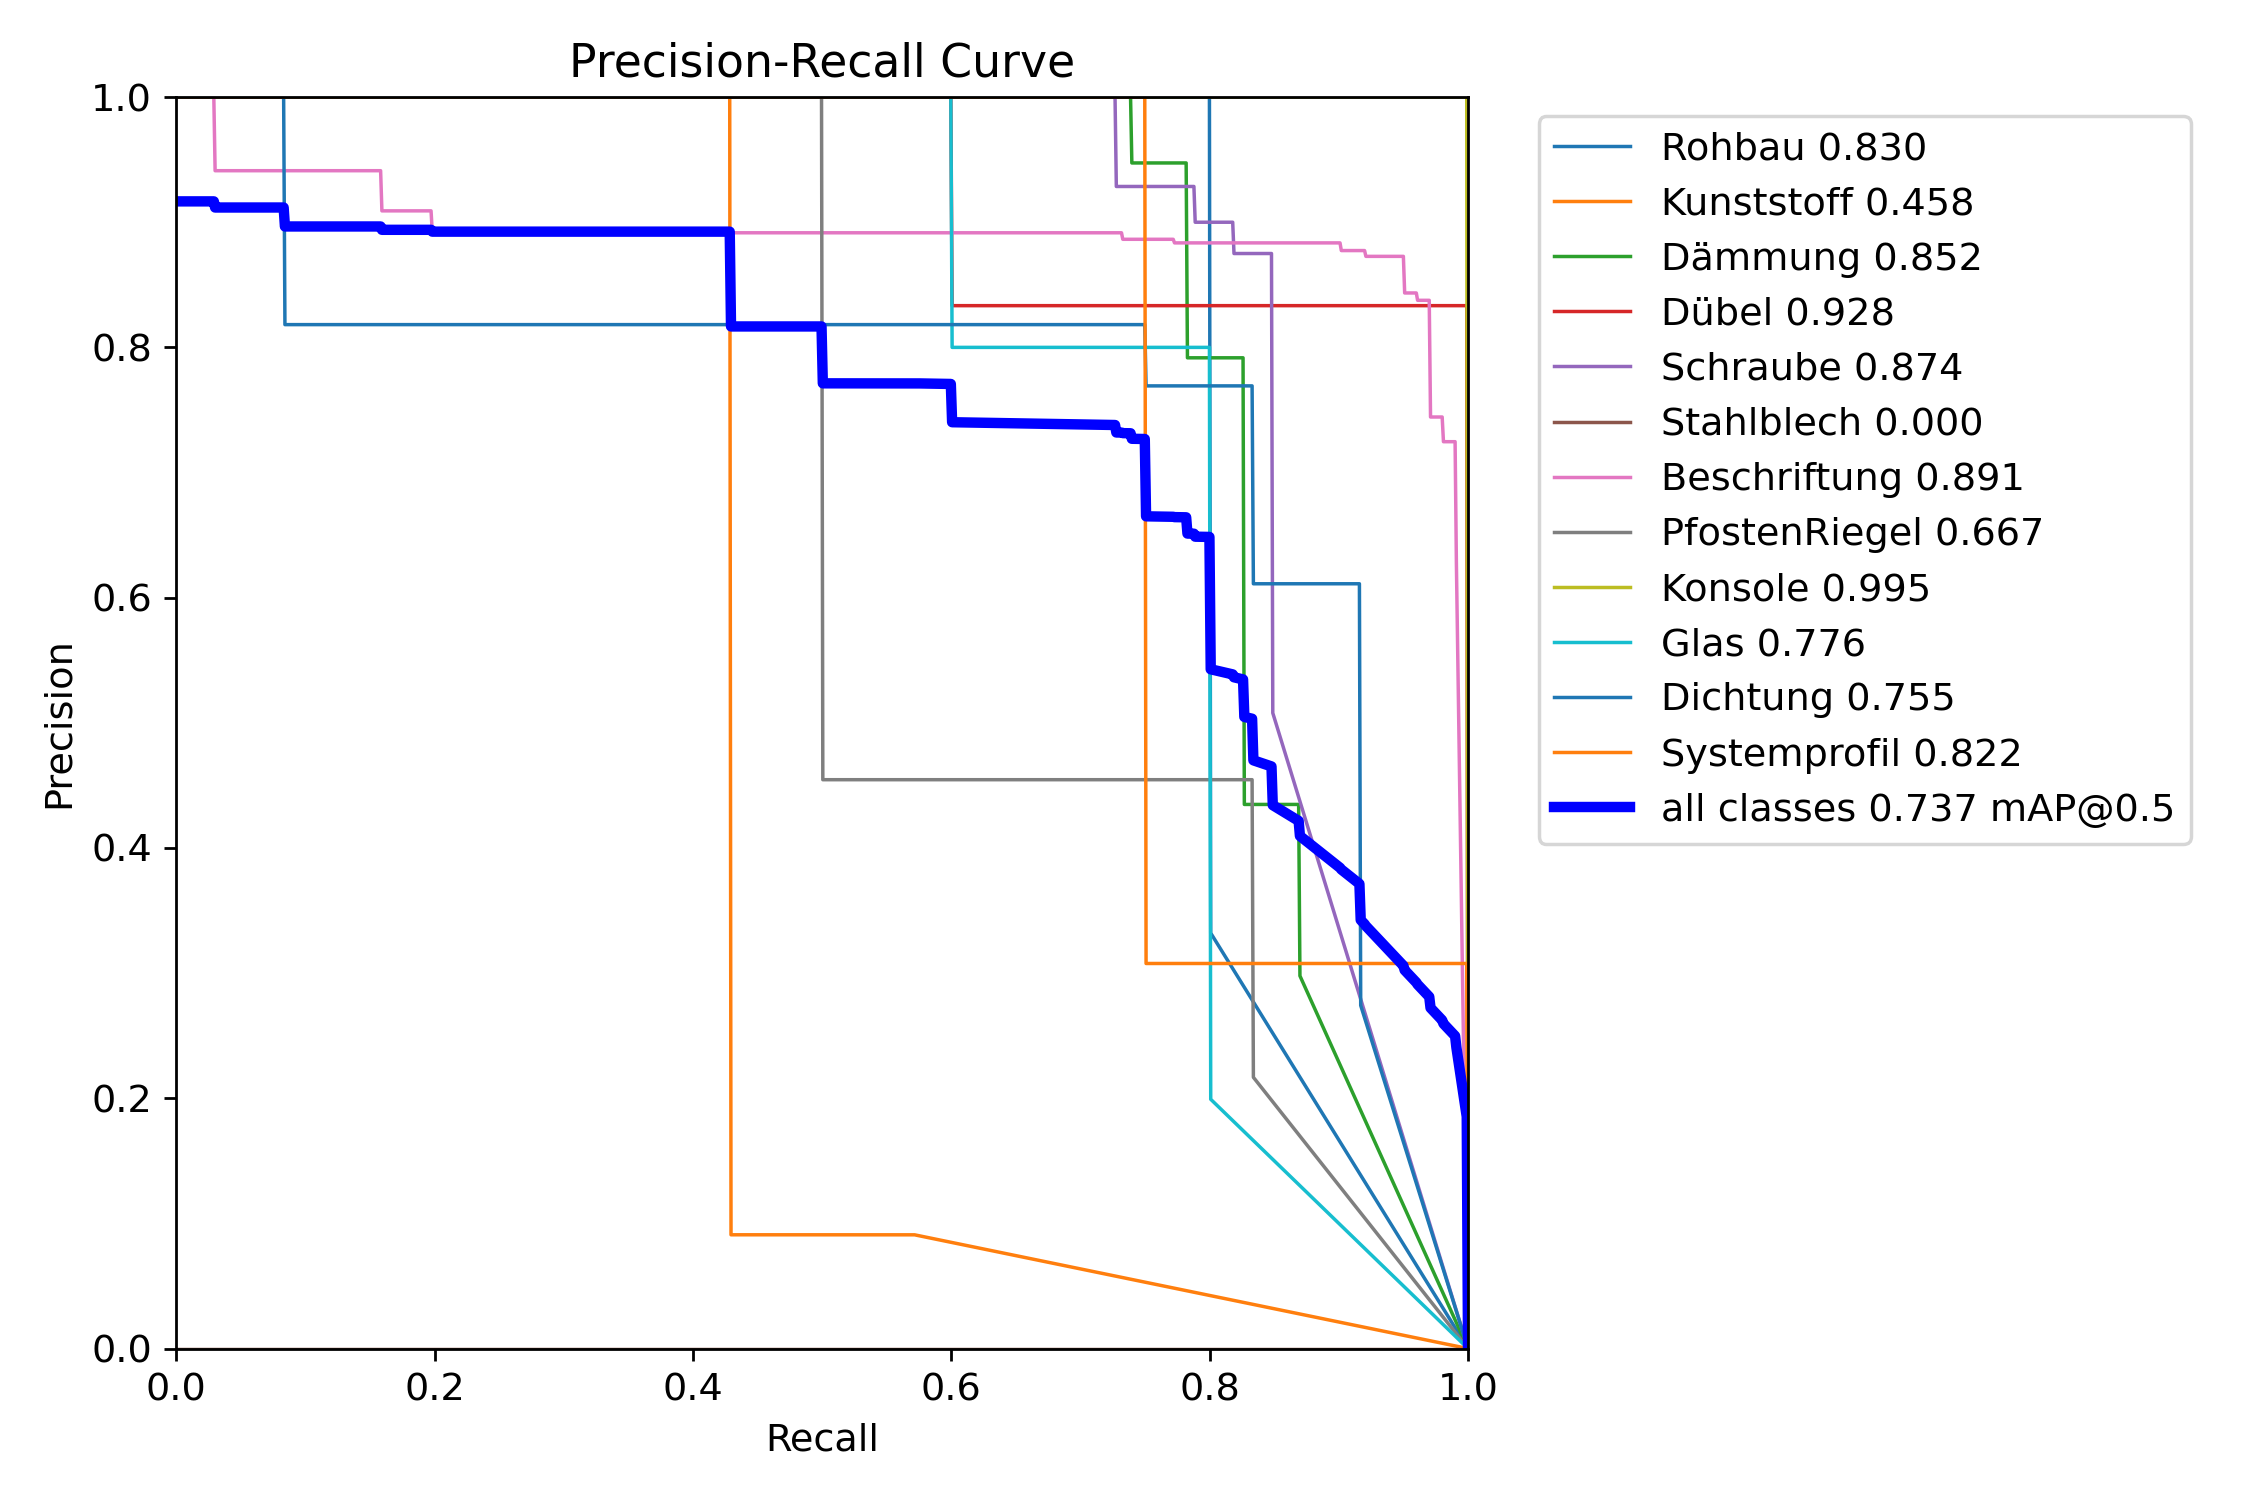 Precision-Recall Curve
1.0
0.8
0.6
0.4
0.2
0.0
Precision
0.0 0.2 0.4 0.6 0.8 1.0
Recall
Rohbau 0.830
Kunststoff 0.458
Dämmung 0.852
Dübel 0.928
Schraube 0.874
Stahlblech 0.000
Beschriftung 0.891
PfostenRiegel 0.667
Konsole 0.995
Glas 0.776
Dichtung 0.755
Systemprofil 0.822
all classes 0.737 mAP@0.5